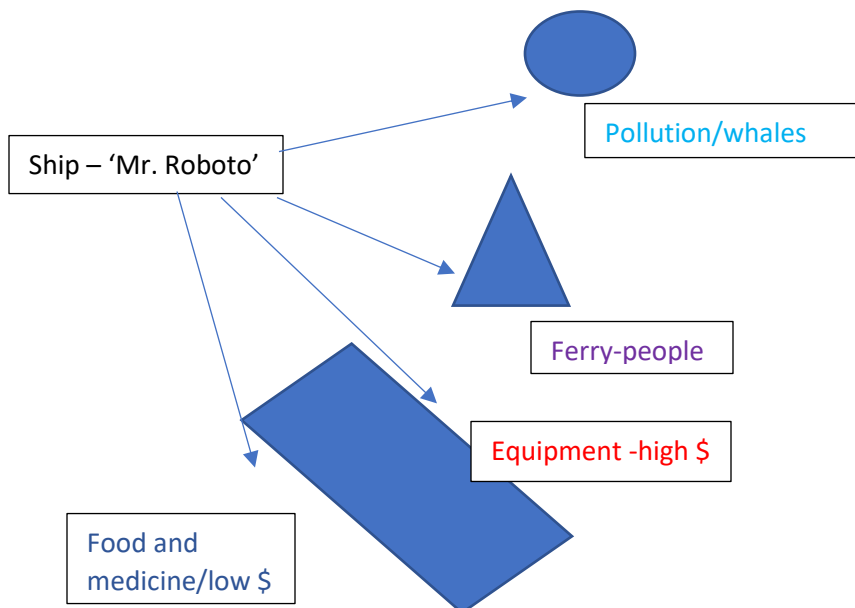 Pollution/whales
Ship – ‘Mr. Roboto’
Ferry-people
Equipment -high $
Food and
medicine/low $